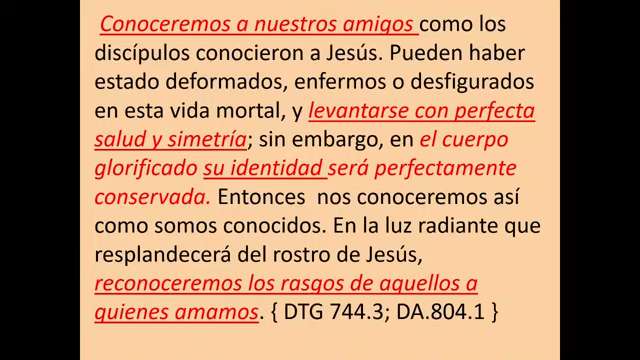 Conoceremos a nuestros amigos como los
discípulos conocieron a Jesús. Pueden haber
estado deformados, enfermos o desfigurados
en esta vida mortal, y levantarse con perfecta
salud y simetría; sin embargo, en el cuerpo
glorificado su identidad será perfectamente
conservada. Entonces nos conoceremos así
como somos conocidos. En la luz radiante que
resplandecerá del rostro de Jesús,
reconoceremos los rasgos de aquellos a
quienes amamos. { DTG 744.3; DA.804.1 }